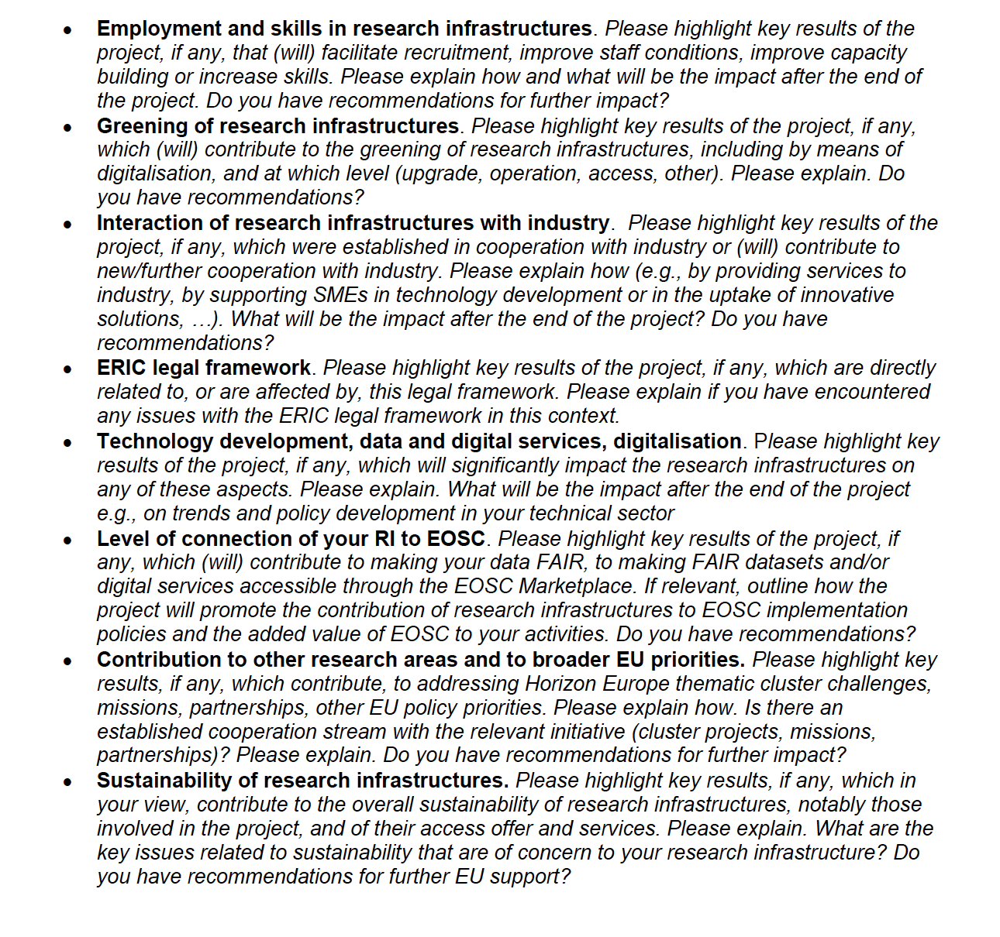 • Employment and skills in research infrastructures. Please highlight key results of the
project, if any, that (will) facilitate recruitment, improve staff conditions, improve capacity
building or increase skills. Please explain how and what will be the impact after the end of
the project. Do you have recommendations for further impact?
• Greening of research infrastructures. Please highlight key results of the project, if any,
which (will) contribute to the greening of research infrastructures, including by means of
digitalisation, and at which level (upgrade, operation, access, other). Please explain. Do
you have recommendations?
• Interaction of research infrastructures with industry.  Please highlight key results of the
project, if any, which were established in cooperation with industry or (will) contribute to
new/further cooperation with industry. Please explain how (e.g., by providing services to
industry, by supporting SMEs in technology development or in the uptake of innovative
solutions, …). What will be the impact after the end of the project? Do you have
recommendations?
• ERIC legal framework. Please highlight key results of the project, if any, which are directly
related to, or are affected by, this legal framework. Please explain if you have encountered
any issues with the ERIC legal framework in this context.
• Technology development, data and digital services, digitalisation. Please highlight key
results of the project, if any, which will significantly impact the research infrastructures on
any of these aspects. Please explain. What will be the impact after the end of the project
e.g., on trends and policy development in your technical sector
• Level of connection of your RI to EOSC. Please highlight key results of the project, if
any, which (will) contribute to making your data FAIR, to making FAIR datasets and/or
digital services accessible through the EOSC Marketplace. If relevant, outline how the
project will promote the contribution of research infrastructures to EOSC implementation
policies and the added value of EOSC to your activities. Do you have recommendations?
• Contribution to other research areas and to broader EU priorities. Please highlight key
results, if any, which contribute, to addressing Horizon Europe thematic cluster challenges,
missions, partnerships, other EU policy priorities. Please explain how. Is there an
established cooperation stream with the relevant initiative (cluster projects, missions,
partnerships)? Please explain. Do you have recommendations for further impact?
• Sustainability of research infrastructures. Please highlight key results, if any, which in
your view, contribute to the overall sustainability of research infrastructures, notably those
involved in the project, and of their access offer and services. Please explain. What are the
key issues related to sustainability that are of concern to your research infrastructure? Do
you have recommendations for further EU support?